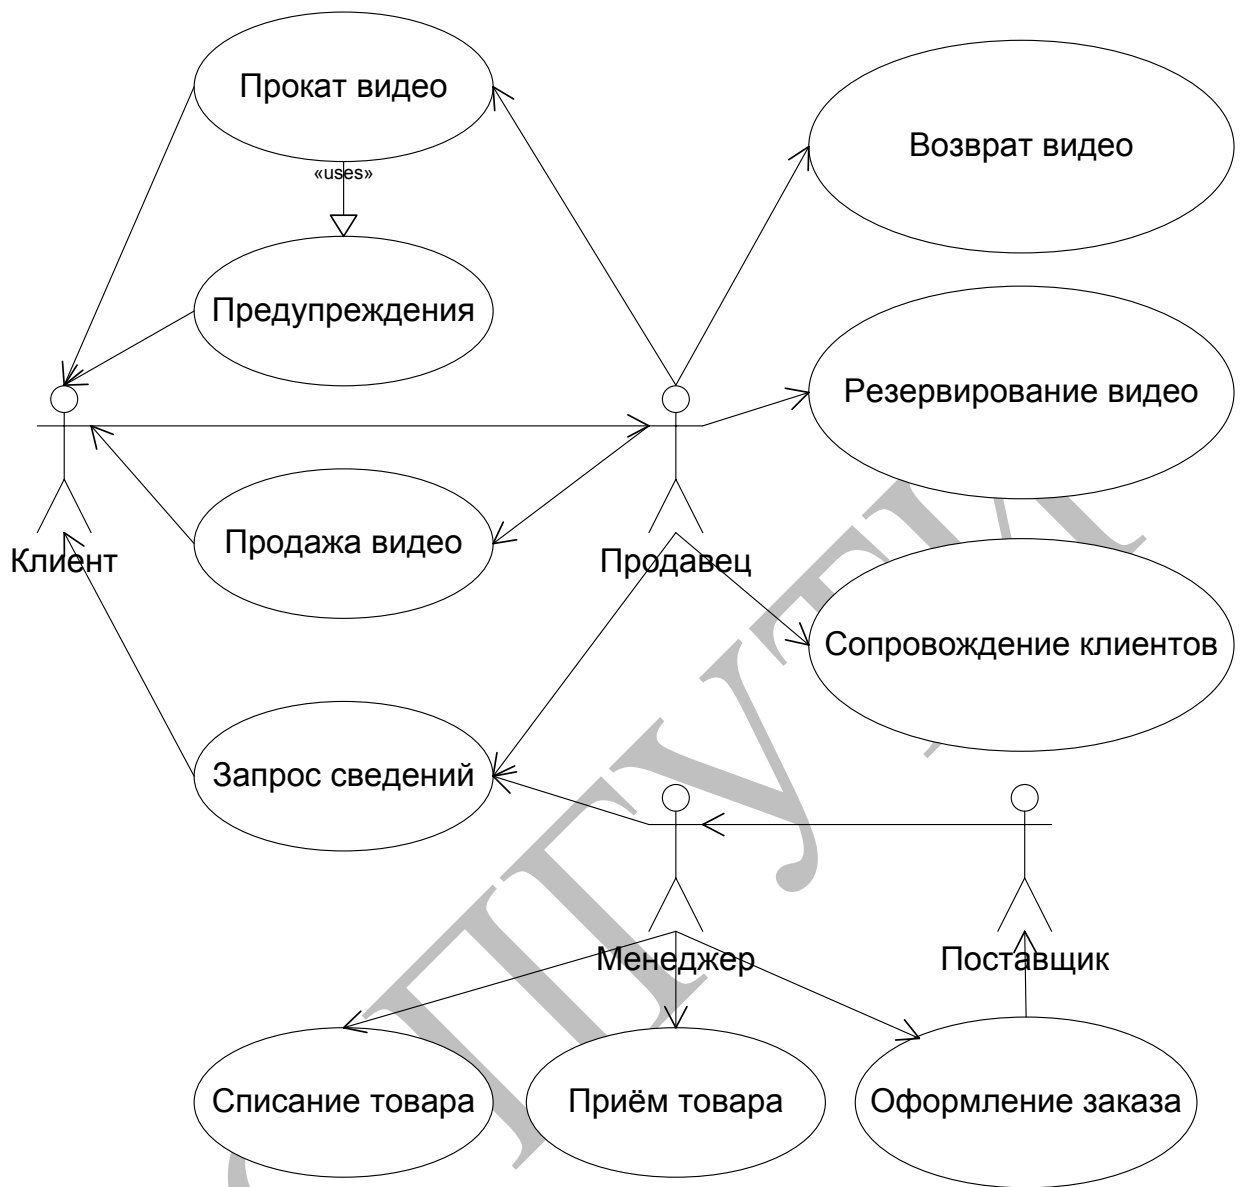 Прокат видео
Возврат видео
«uses»
Предупреждения
Резервирование видео
Продажа видео
Клиент
Продавец
Сопровождение клиентов
Запрос сведений
Менеджер
Поставщик
Списание товара
Приём товара
Оформление заказа
ПГУТИ